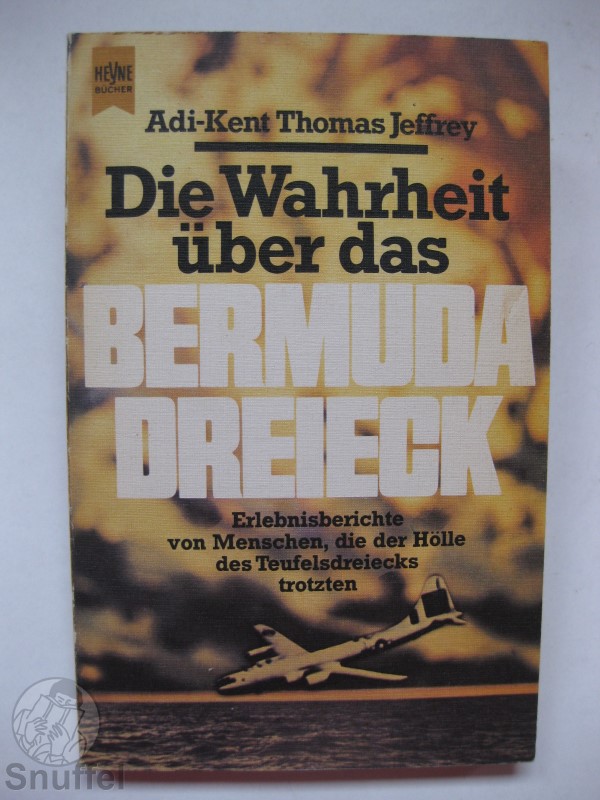 HEYNE
BÜCHER
Adi-Kent Thomas Jeffrey
Die Wahrheit
über das
BERMUDA
DREIECK
Erlebnisberichte
von Menschen, die der Hölle
des Teufelsdreiecks
trotzten
Snuffel